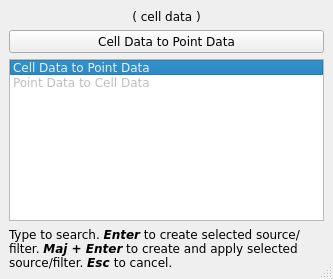 ( cell data )
Cell Data to Point Data
Cell Data to Point Data
Point Data to Cell Data
Type to search. Enter to create selected source/
filter. Maj + Enter to create and apply selected
source/filter. Esc to cancel.